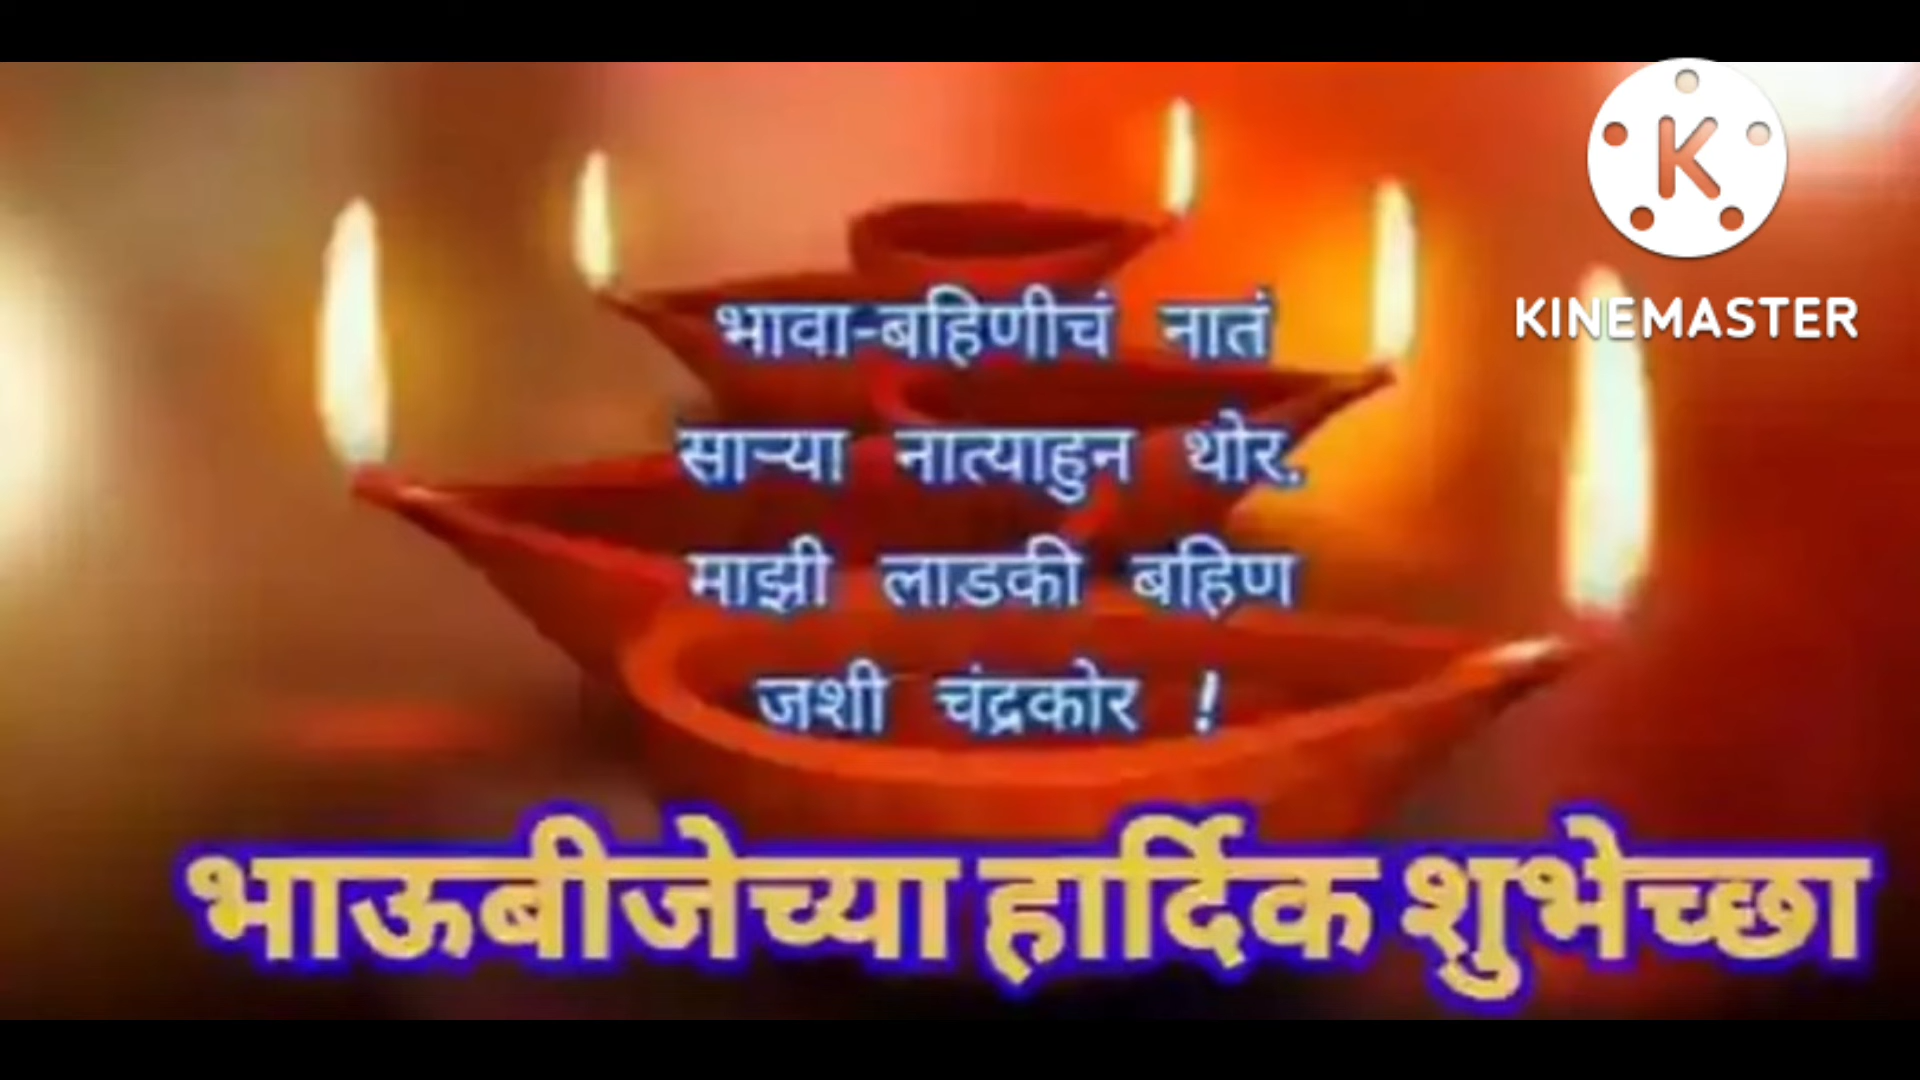 KINEMASTER
भावा-बहिणीचं नातं
साऱ्या नात्याहुन थोर.
माझी लाडकी बहिण
जशी चंद्रकोर !
भाऊबीजेच्या हार्दिक शुभेच्छा